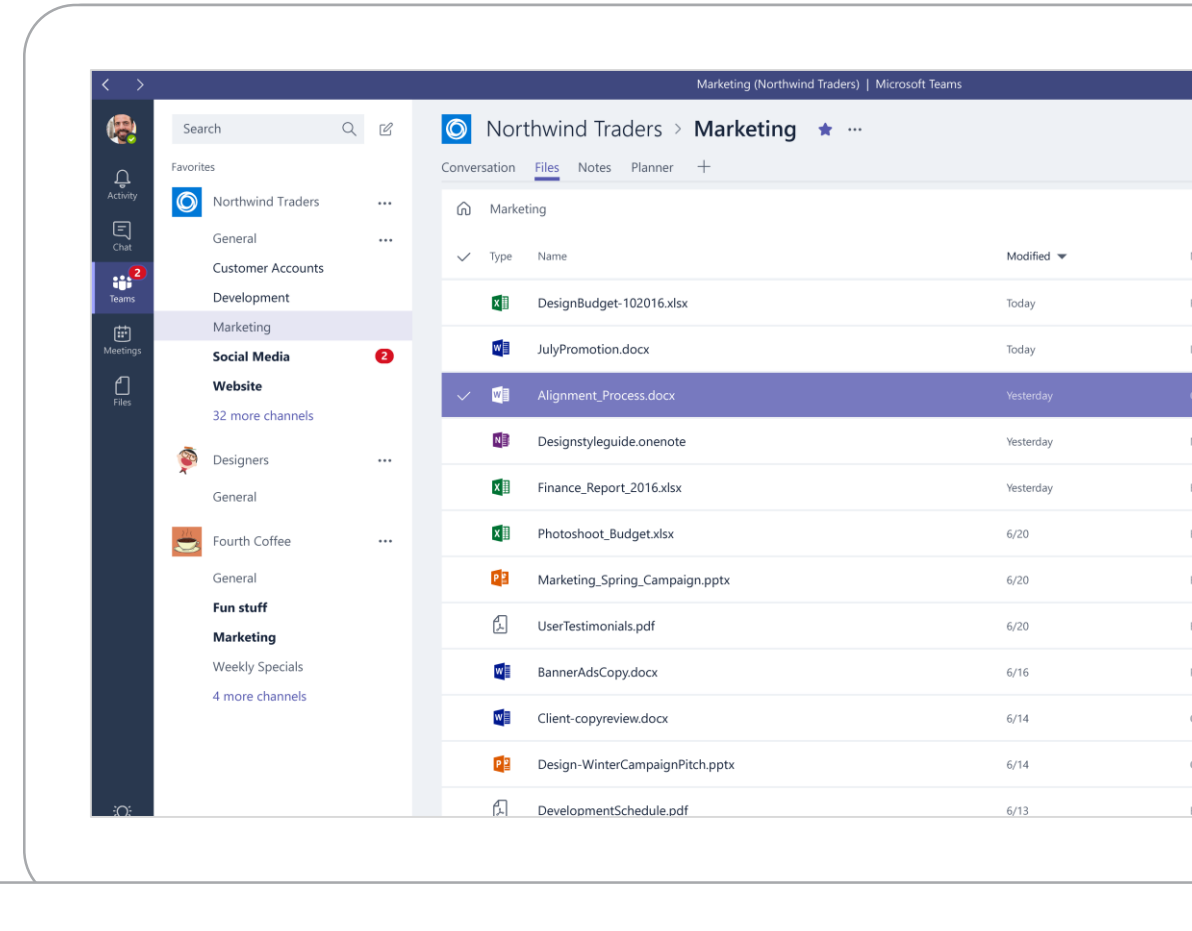 Marketing (Northwind Traders) | Microsoft Teams
Activity
Chat
2
Teams
Meetings
Files
Search
Favorites
Northwind Traders
General
Customer Accounts
Development
Marketing
Social Media 2
Website
32 more channels
Designers
General
Fourth Coffee
General
Fun stuff
Marketing
Weekly Specials
4 more channels
Northwind Traders > Marketing
Conversation Files Notes Planner
Marketing
Type Name Modified
DesignBudget-102016.xlsx Today
JulyPromotion.docx Today
Alignment_Process.docx Yesterday
Designstyleguide.onenote Yesterday
Finance_Report_2016.xlsx Yesterday
Photoshoot_Budget.xlsx 6/20
Marketing_Spring_Campaign.pptx 6/20
UserTestimonials.pdf 6/20
BannerAdsCopy.docx 6/16
Client-copyreview.docx 6/14
Design-WinterCampaignPitch.pptx 6/14
DevelopmentSchedule.pdf 6/13